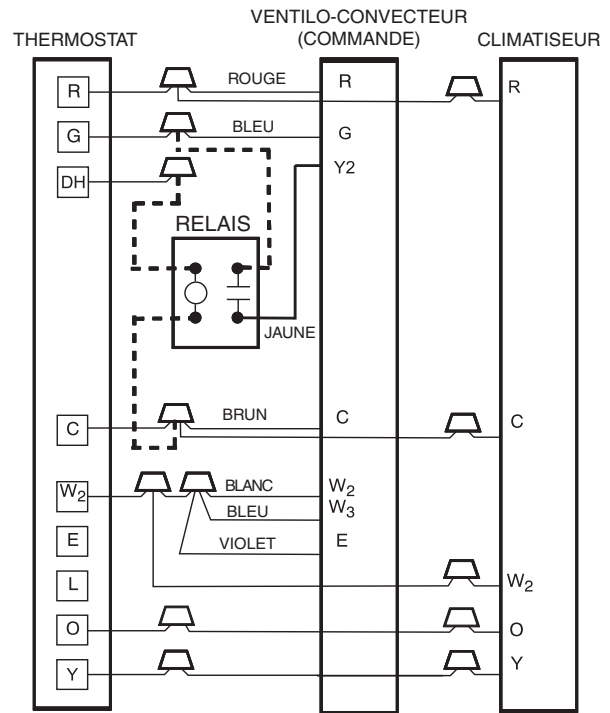 VENTILO-CONVECTEUR
THERMOSTAT (COMMANDE) CLIMATISEUR
R ROUGE R R
G BLEU G
DH Y2
RELAIS
JAUNE
C BRUN C C
W2 BLANC W2
BLEU W3
E VIOLET E
L W2
O O
Y Y